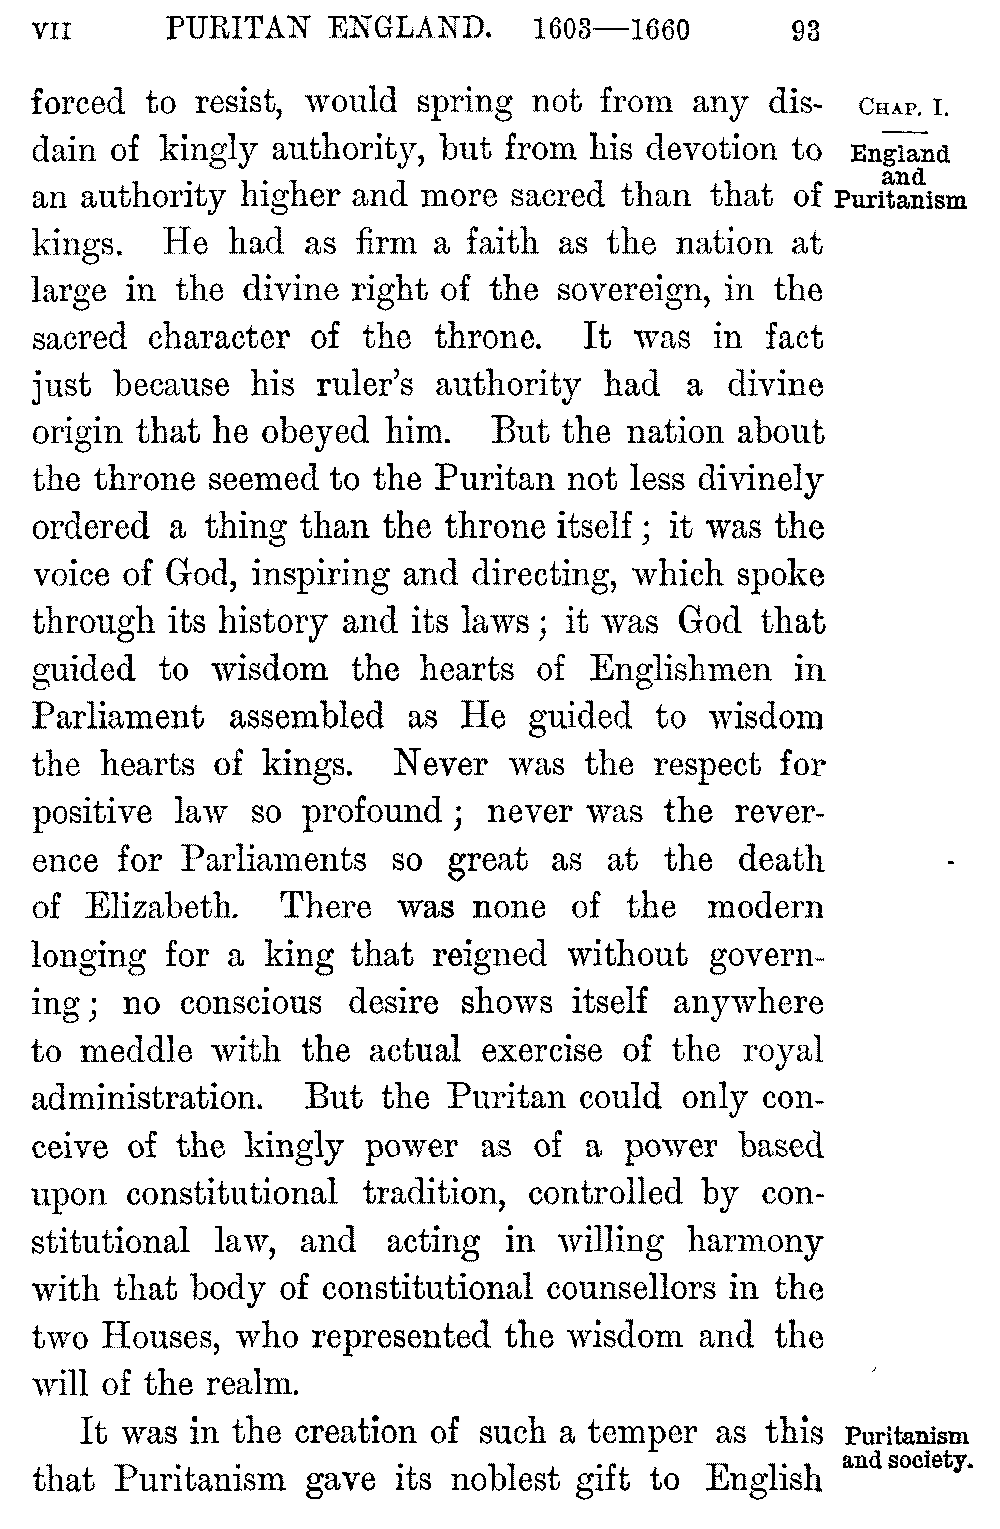 VII PURITAN ENGLAND. 1603—1660 93
forced to resist, would spring not from any dis-
dain of kingly authority, but from his devotion to
an authority higher and more sacred than that of
kings. He had as firm a faith as the nation at
large in the divine right of the sovereign, in the
sacred character of the throne. It was in fact
just because his ruler's authority had a divine
origin that he obeyed him. But the nation about
the throne seemed to the Puritan not less divinely
ordered a thing than the throne itself; it was the
voice of God, inspiring and directing, which spoke
through its history and its laws; it was God that
guided to wisdom the hearts of Englishmen in
Parliament assembled as He guided to wisdom
the hearts of kings. Never was the respect for
positive law so profound; never was the rever-
ence for Parliaments so great as at the death
of Elizabeth. There was none of the modern
longing for a king that reigned without govern-
ing; no conscious desire shows itself anywhere
to meddle with the actual exercise of the royal
administration. But the Puritan could only con-
ceive of the kingly power as of a power based
upon constitutional tradition, controlled by con-
stitutional law, and acting in willing harmony
with that body of constitutional counsellors in the
two Houses, who represented the wisdom and the
will of the realm.
It was in the creation of such a temper as this
that Puritanism gave its noblest gift to English
CHAP. I.
England
and
Puritanism
Puritanism
and society.